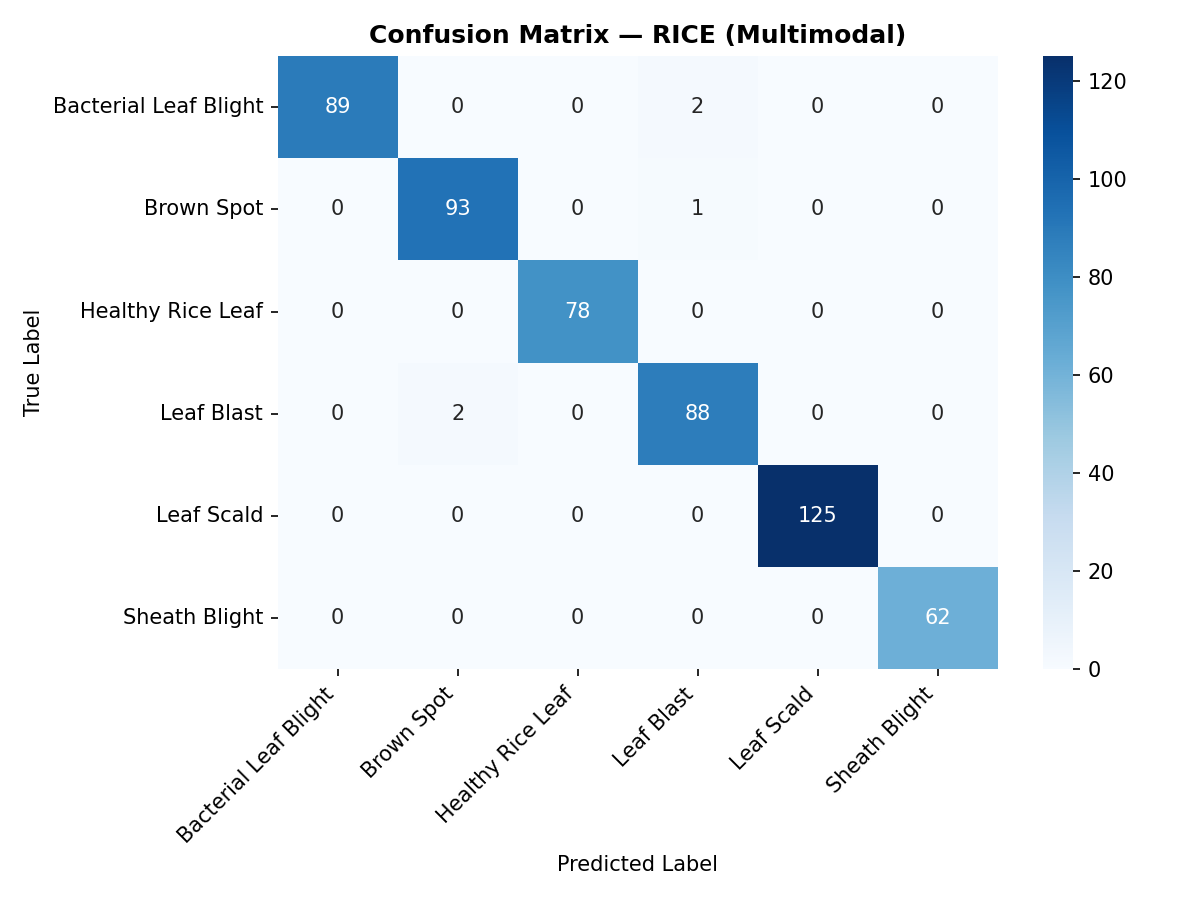 Confusion Matrix — RICE (Multimodal)
Bacterial Leaf Blight 89 0 0 2 0 0
Brown Spot 0 93 0 1 0 0
Healthy Rice Leaf 0 0 78 0 0 0
Leaf Blast 0 2 0 88 0 0
Leaf Scald 0 0 0 0 125 0
Sheath Blight 0 0 0 0 0 62
True Label
Bacterial Leaf Blight
Brown Spot
Healthy Rice Leaf
Leaf Blast
Leaf Scald
Sheath Blight
Predicted Label
120
100
80
60
40
20
0